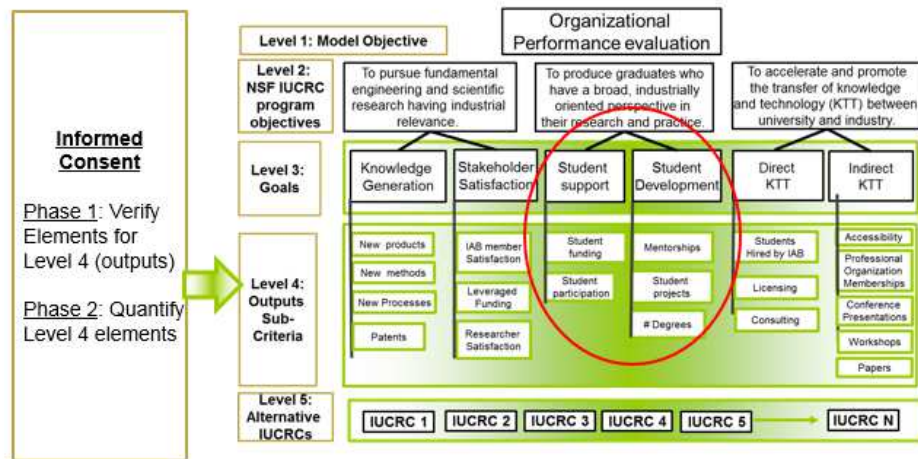 Informed
Consent
Phase 1: Verify
Elements for
Level 4 (outputs)
Phase 2: Quantify
Level 4 elements
Level 1: Model Objective
Organizational
Performance evaluation
Level 2:
NSF IUCRC
program
objectives
To pursue fundamental
engineering and scientific
research having industrial
relevance.
To produce graduates who
have a broad, industrially
oriented perspective in
their research and practice.
To accelerate and promote
the transfer of knowledge
and technology (KTT) between
university and industry.
Level 3:
Goals
Knowledge
Generation
Stakeholder
Satisfaction
Student
support
Student
Development
Direct
KTT
Indirect
KTT
Level 4:
Outputs
Sub-
Criteria
New products
New methods
New Processes
Patents
IAB member
Satisfaction
Leveraged
Funding
Researcher
Satisfaction
Student
funding
Student
participation
Mentorships
Student
projects
# Degrees
Students
Hired by IAB
Licensing
Consulting
Accessibility
Professional
Organization
Memberships
Conference
Presentations
Workshops
Papers
Level 5:
Alternative
IUCRCs
IUCRC 1
IUCRC 2
IUCRC 3
IUCRC 4
IUCRC 5
IUCRC N